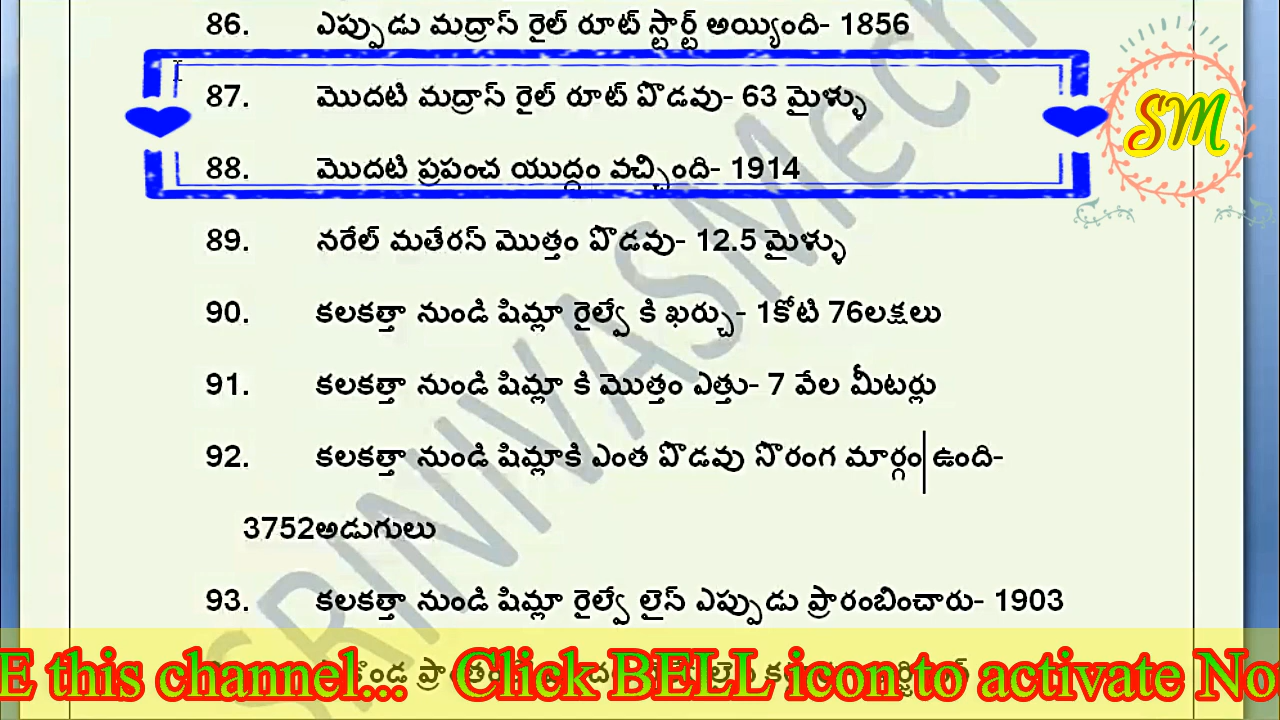 86. ఎప్పుడు మద్రాస్ రైల్ రూట్ స్టార్ట్ అయ్యింది- 1856
87. మొదటి మద్రాస్ రైల్ రూట్ పొడవు- 63 మైళ్ళు
88. మొదటి ప్రపంచ యుద్దం వచ్చింది- 1914
SM
89. నరేల్ మతేరస్ మొత్తం పొడవు- 12.5 మైళ్ళు
90. కలకత్తా నుండి షిమ్లా రైల్వే కి ఖర్చు- 1కోటి 76లక్షలు
91. కలకత్తా నుండి షిమ్లా కి మొత్తం ఎత్తు- 7 వేల మీటర్లు
92. కలకత్తా నుండి షిమ్లాకి ఎంత పొడవు సొరంగ మార్గం ఉంది-
3752అడుగులు
93. కలకత్తా నుండి షిమ్లా రైల్వే లైన్ ఎప్పుడు ప్రారంభించారు- 1903
E this channel... Click BELL icon to activate No
SRINIVASMech